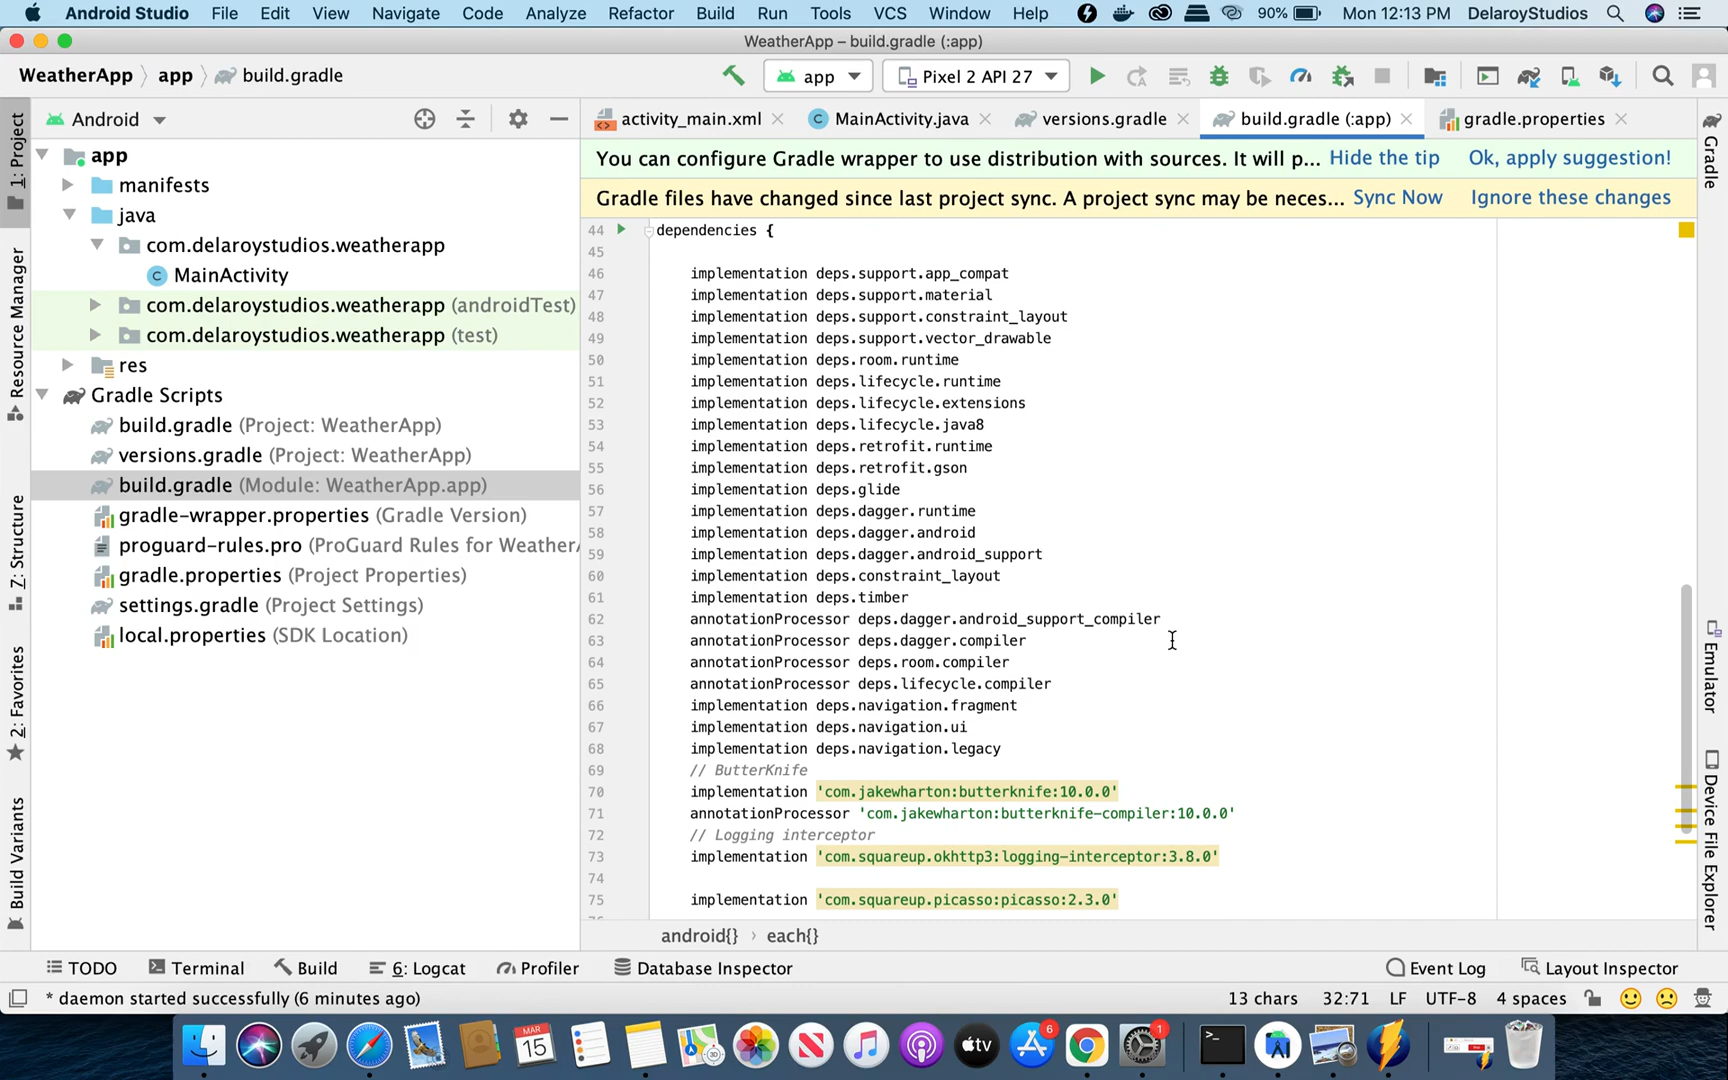 Android Studio File Edit View Navigate Code Analyze Refactor Build Run Tools VCS Window Help 90% Mon 12:13 PM DelaroyStudios
WeatherApp – build.gradle (:app)
WeatherApp app build.gradle
app Pixel 2 API 27
Android
activity_main.xml MainActivity.java versions.gradle build.gradle (:app) gradle.properties
You can configure Gradle wrapper to use distribution with sources. It will p... Hide the tip Ok, apply suggestion!
Gradle files have changed since last project sync. A project sync may be neces... Sync Now Ignore these changes
1: Project
Resource Manager
Z: Structure
2: Favorites
Build Variants
app
manifests
java
com.delaroystudios.weatherapp
MainActivity
com.delaroystudios.weatherapp (androidTest)
com.delaroystudios.weatherapp (test)
res
Gradle Scripts
build.gradle (Project: WeatherApp)
versions.gradle (Project: WeatherApp)
build.gradle (Module: WeatherApp.app)
gradle-wrapper.properties (Gradle Version)
proguard-rules.pro (ProGuard Rules for Weather
gradle.properties (Project Properties)
settings.gradle (Project Settings)
local.properties (SDK Location)
44 dependencies {
45
46 implementation deps.support.app_compat
47 implementation deps.support.material
48 implementation deps.support.constraint_layout
49 implementation deps.support.vector_drawable
50 implementation deps.room.runtime
51 implementation deps.lifecycle.runtime
52 implementation deps.lifecycle.extensions
53 implementation deps.lifecycle.java8
54 implementation deps.retrofit.runtime
55 implementation deps.retrofit.gson
56 implementation deps.glide
57 implementation deps.dagger.runtime
58 implementation deps.dagger.android
59 implementation deps.dagger.android_support
60 implementation deps.constraint_layout
61 implementation deps.timber
62 annotationProcessor deps.dagger.android_support_compiler
63 annotationProcessor deps.dagger.compiler
64 annotationProcessor deps.room.compiler
65 annotationProcessor deps.lifecycle.compiler
66 implementation deps.navigation.fragment
67 implementation deps.navigation.ui
68 implementation deps.navigation.legacy
69 // ButterKnife
70 implementation 'com.jakewharton:butterknife:10.0.0'
71 annotationProcessor 'com.jakewharton:butterknife-compiler:10.0.0'
72 // Logging interceptor
73 implementation 'com.squareup.okhttp3:logging-interceptor:3.8.0'
74
75 implementation 'com.squareup.picasso:picasso:2.3.0'
android{} › each{}
Gradle
Emulator
Device File Explorer
TODO Terminal Build 6: Logcat Profiler Database Inspector Event Log Layout Inspector
* daemon started successfully (6 minutes ago) 13 chars 32:71 LF UTF-8 4 spaces
MAR
15
tv
6
1